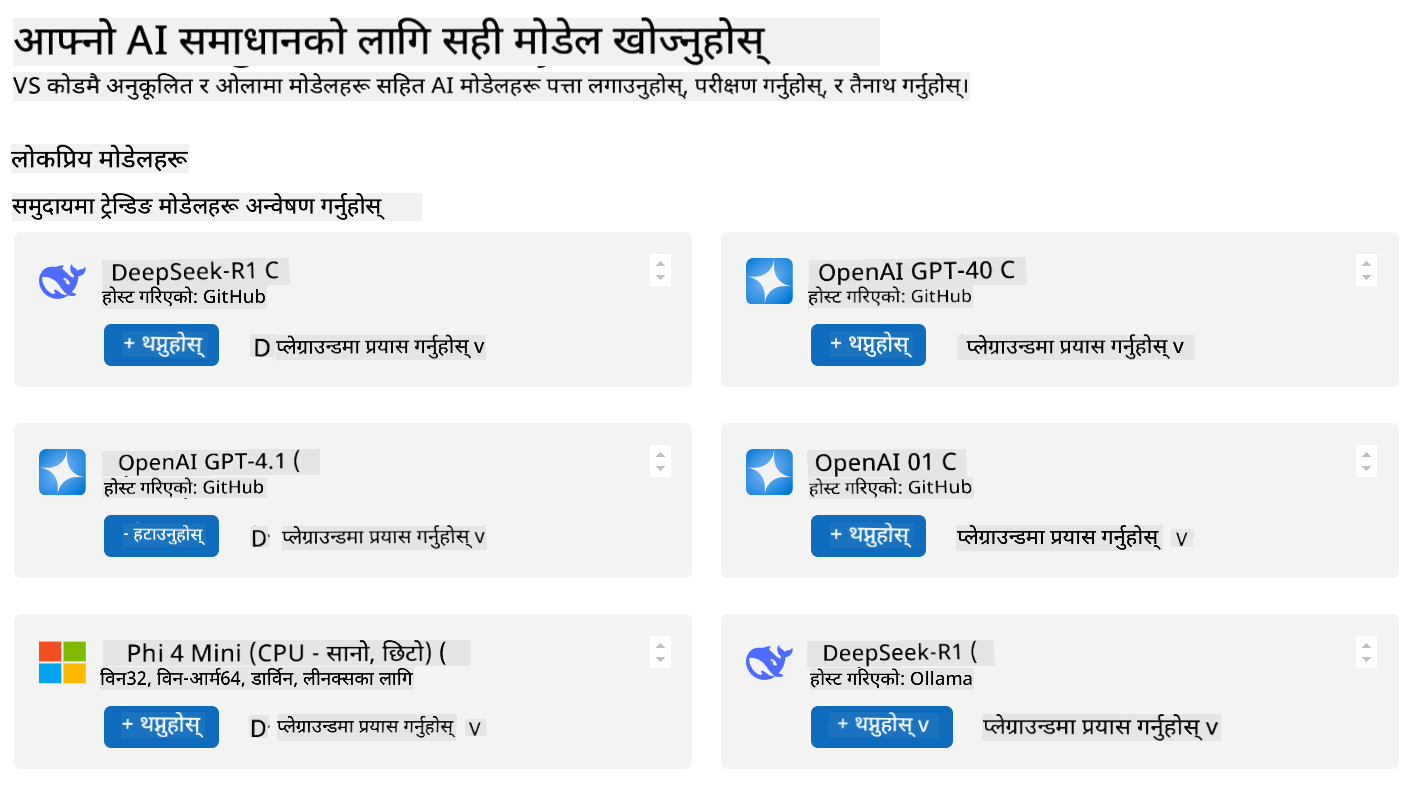 आफ्नो AI समाधानको लागि सही मोडेल खोज्नुहोस्
VS कोडमै अनुकूलित र ओलामा मोडेलहरू सहित AI मोडेलहरू पत्ता लगाउनुहोस्, परीक्षण गर्नुहोस्, र तैनाथ गर्नुहोस्।
लोकप्रिय मोडेलहरू
समुदायमा ट्रेन्डिङ मोडेलहरू अन्वेषण गर्नुहोस्
DeepSeek-R1 C
होस्ट गरिएको: GitHub
+ थप्नुहोस्
D प्लेग्राउन्डमा प्रयास गर्नुहोस् v
OpenAI GPT-40 C
होस्ट गरिएको: GitHub
+ थप्नुहोस्
प्लेग्राउन्डमा प्रयास गर्नुहोस् v
OpenAI GPT-4.1 (
होस्ट गरिएको: GitHub
- हटाउनुहोस्
D प्लेग्राउन्डमा प्रयास गर्नुहोस् v
OpenAI 01 C
होस्ट गरिएको: GitHub
+ थप्नुहोस्
प्लेग्राउन्डमा प्रयास गर्नुहोस् V
Phi 4 Mini (CPU - सानो, छिटो) (
विन32, विन-आर्म64, डार्विन, लीनक्सका लागि
+ थप्नुहोस्
D प्लेग्राउन्डमा प्रयास गर्नुहोस् V
DeepSeek-R1 (
होस्ट गरिएको: Ollama
+ थप्नुहोस् v
प्लेग्राउन्डमा प्रयास गर्नुहोस् v